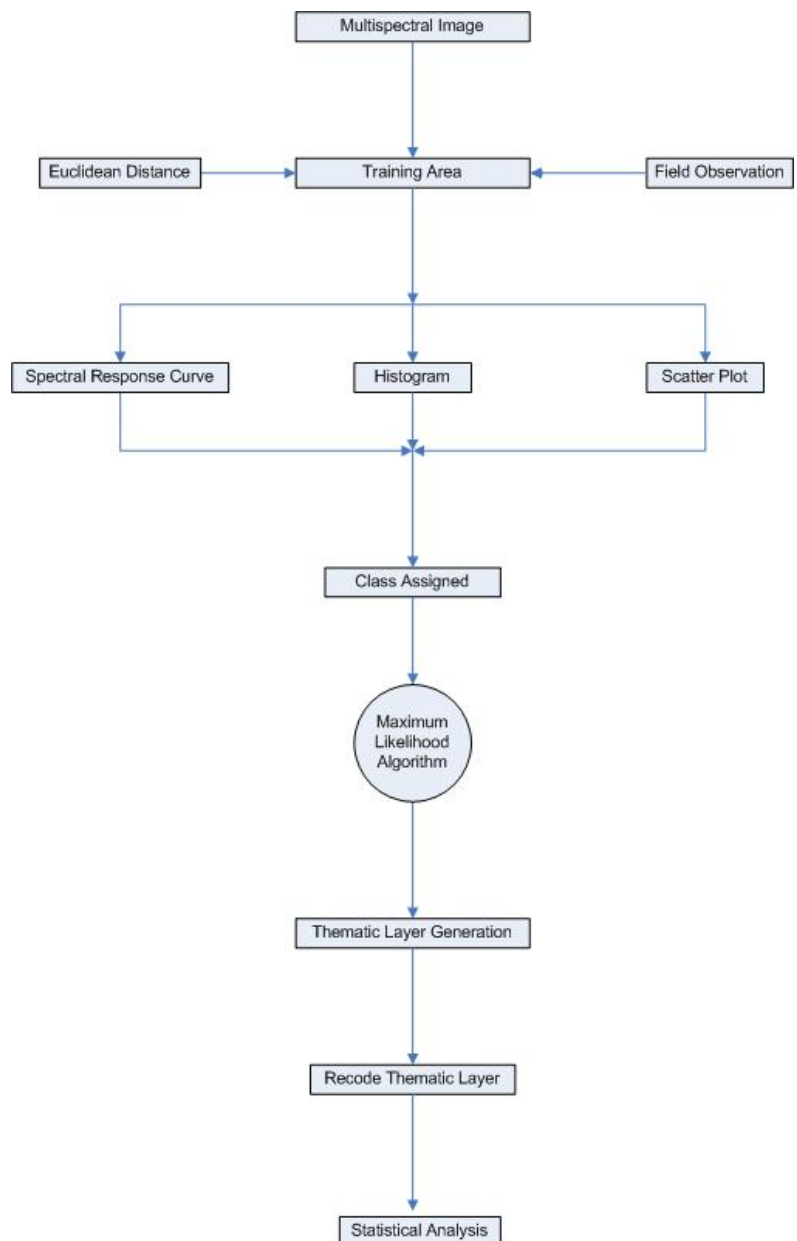 Multispectral Image
Euclidean Distance
Training Area
Field Observation
Spectral Response Curve
Histogram
Scatter Plot
Class Assigned
Maximum
Likelihood
Algorithm
Thematic Layer Generation
Recode Thematic Layer
Statistical Analysis